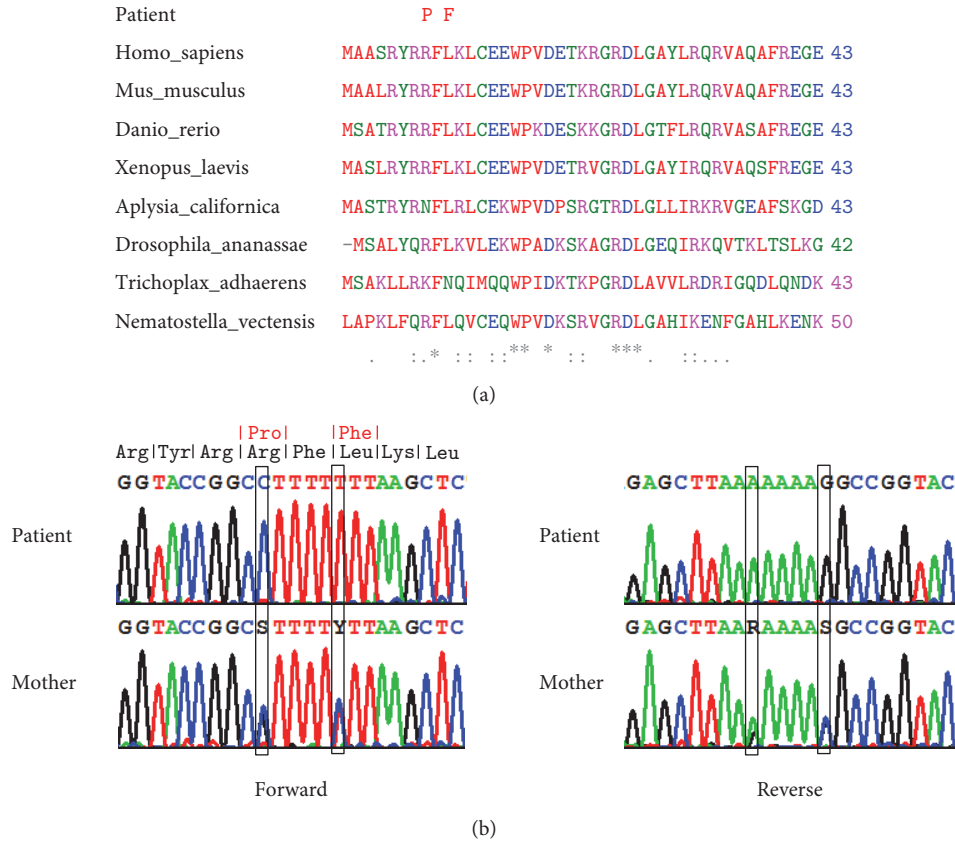 Patient P F
Homo_sapiens MAASRYRRFLKLCEEWPVDETKRGRDLGAYLRQRVAQAFREGE 43
Mus_musculus MAALRYRRFLKLCEEWPVDETKRGRDLGAYLRQRVAQAFREGE 43
Danio_rerio MSATRYRRFLKLCEEWPKDESKKGRDLGTFLRQRVASAFREGE 43
Xenopus_laevis MASLRYRRFLKLCEEWPVDETRVGRDLGAYIRQRVAQSFREGE 43
Aplysia_californica MASTRYRNFLRLCEKWPVDPSRGTRDLGLLIRKRVGEAFSKGD 43
Drosophila_ananassae -MSALYQRFLKVLEKWPADKSKAGRDLGEQIRKQVTKLTSLKG 42
Trichoplax_adhaerens MSAKLLRKFNQIMQQWPIDKTKPGRDLAVVLRDRIGQDLQNDK 43
Nematostella_vectensis LAPKLFQRFLQVCEQWPVDKSRVGRDLGAHIKENFGAHLKENK 50
. :.* :: ::** * :: ***. ::...
(a)
|Pro| |Phe|
Arg|Tyr|Arg|Arg|Phe|Leu|Lys|Leu
GGTACCGGCCTTTTTTTAAGCTC GAGCTTAAAAAAAGGCCGGTAC
Patient Patient
GGTACCGGCSTTTTYTTAAGCTC GAGCTTAARAAAASGCCGGTAC
Mother Mother
Forward Reverse
(b)